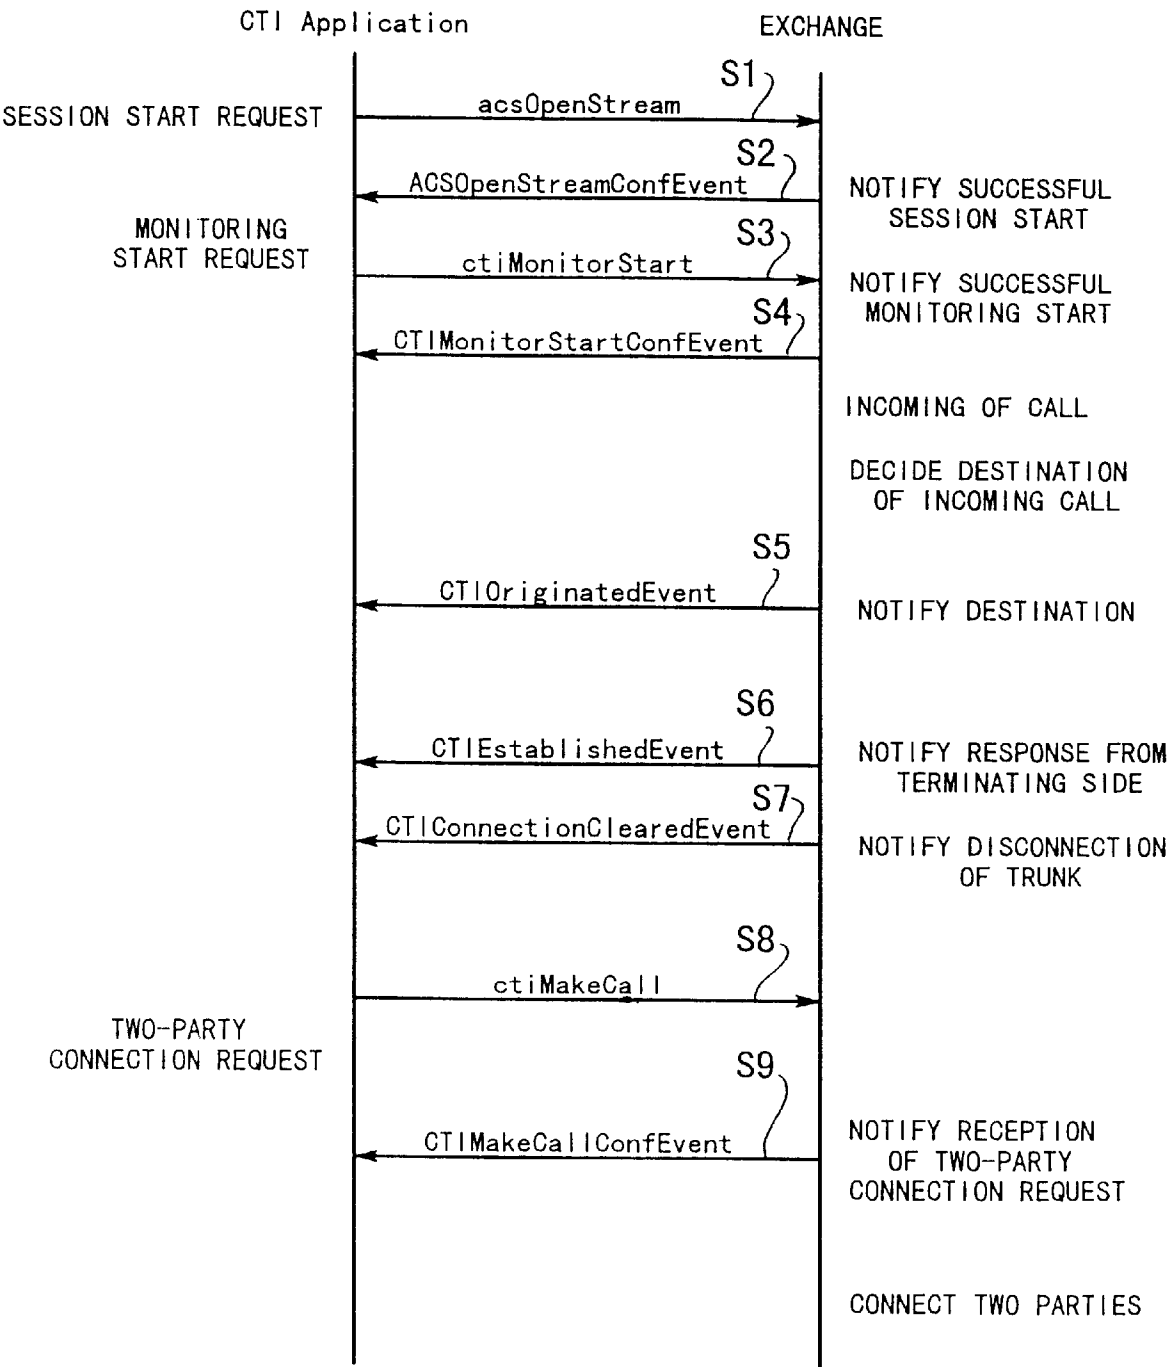 CTI Application
EXCHANGE
S1
acsOpenStream
SESSION START REQUEST
S2
ACSOpenStreamConfEvent
NOTIFY SUCCESSFUL
SESSION START
MONITORING
START REQUEST
S3
ctiMonitorStart
NOTIFY SUCCESSFUL
MONITORING START
S4
CTIMonitorStartConfEvent
INCOMING OF CALL
DECIDE DESTINATION
OF INCOMING CALL
S5
CTIOriginatedEvent
NOTIFY DESTINATION
S6
CTIEstablishedEvent
NOTIFY RESPONSE FROM
TERMINATING SIDE
S7
CTIConnectionClearedEvent
NOTIFY DISCONNECTION
OF TRUNK
S8
ctiMakeCall
TWO-PARTY
CONNECTION REQUEST
S9
CTIMakeCallConfEvent
NOTIFY RECEPTION
OF TWO-PARTY
CONNECTION REQUEST
CONNECT TWO PARTIES